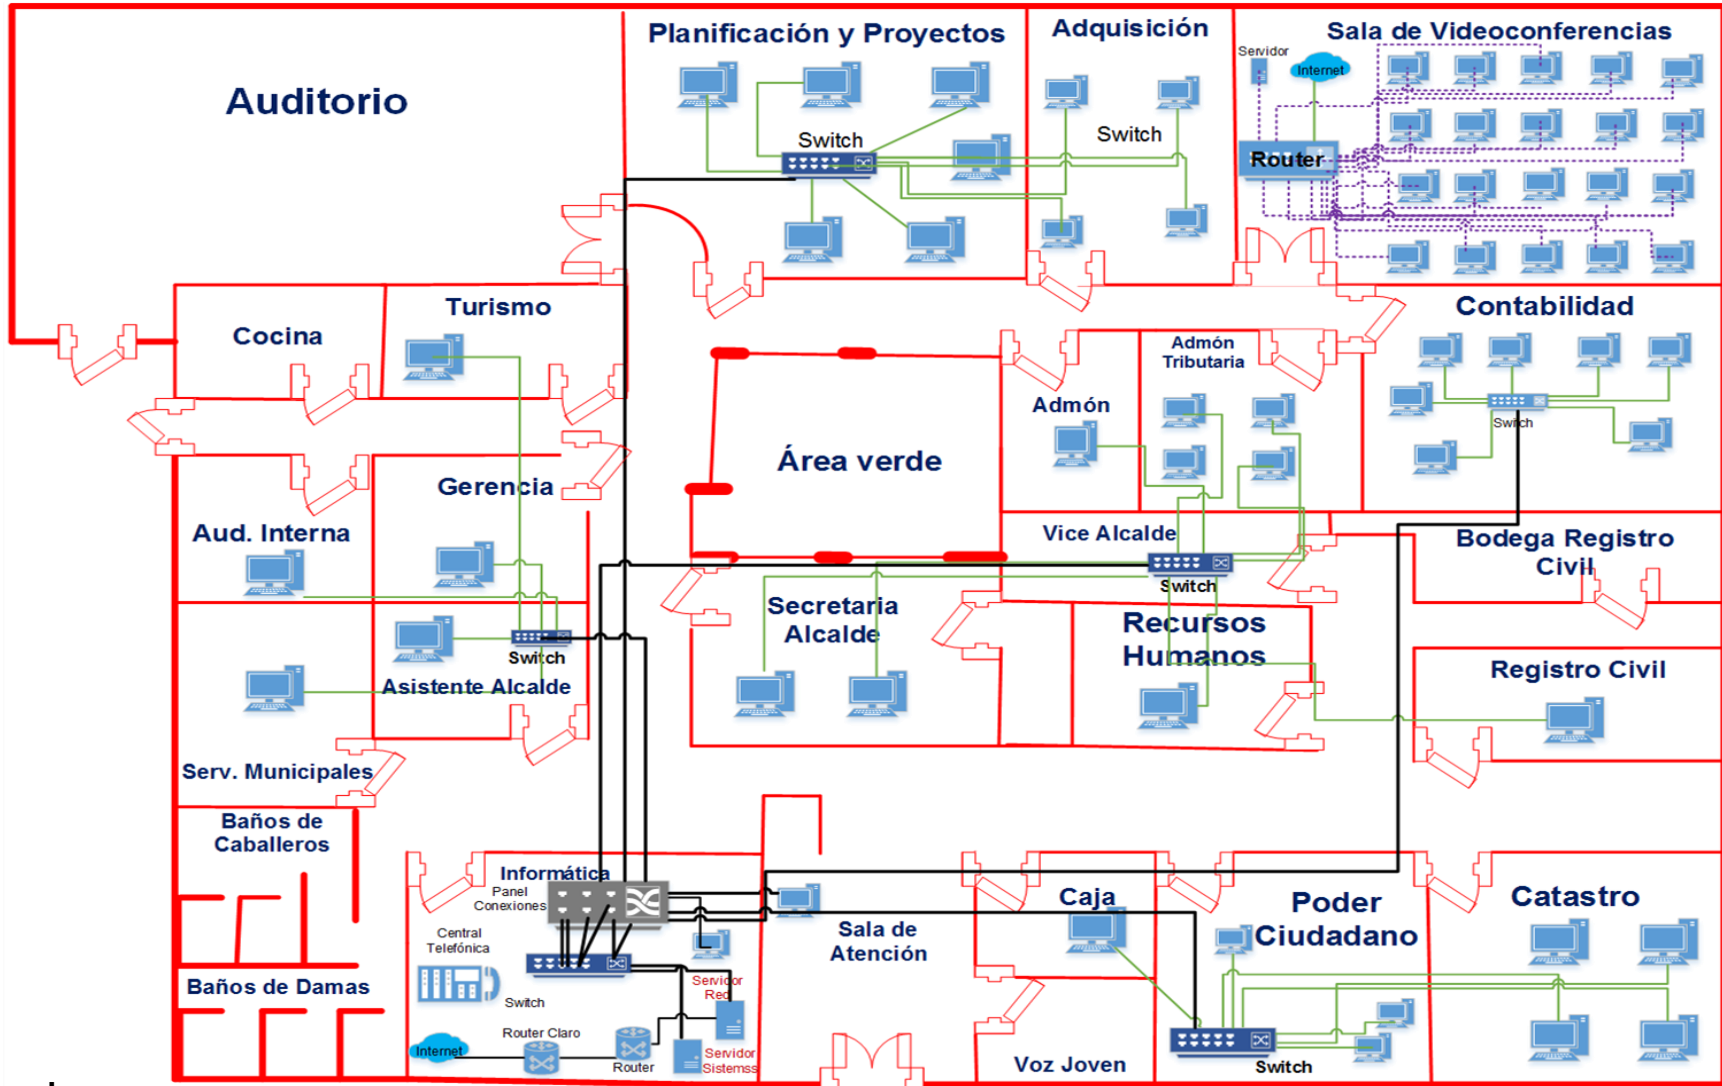 Planificación y Proyectos
Adquisición
Sala de Videoconferencias
Servidor
Internet
Auditorio
Switch
Switch
Router
Turismo
Cocina
Contabilidad
Admón
Tributaria
Admón
Switch
Área verde
Gerencia
Aud. Interna
Vice Alcalde
Bodega Registro
Civil
Switch
Secretaria
Alcalde
Recursos
Humanos
Switch
Asistente Alcalde
Registro Civil
Serv. Municipales
Baños de
Caballeros
Informática
Panel
Conexiones
Caja
Poder
Ciudadano
Catastro
Central
Telefónica
Sala de
Atención
Baños de Damas
Servidor
Red
Switch
Router Claro
Internet
Router
Servidor
Sistemss
Voz Joven
Switch